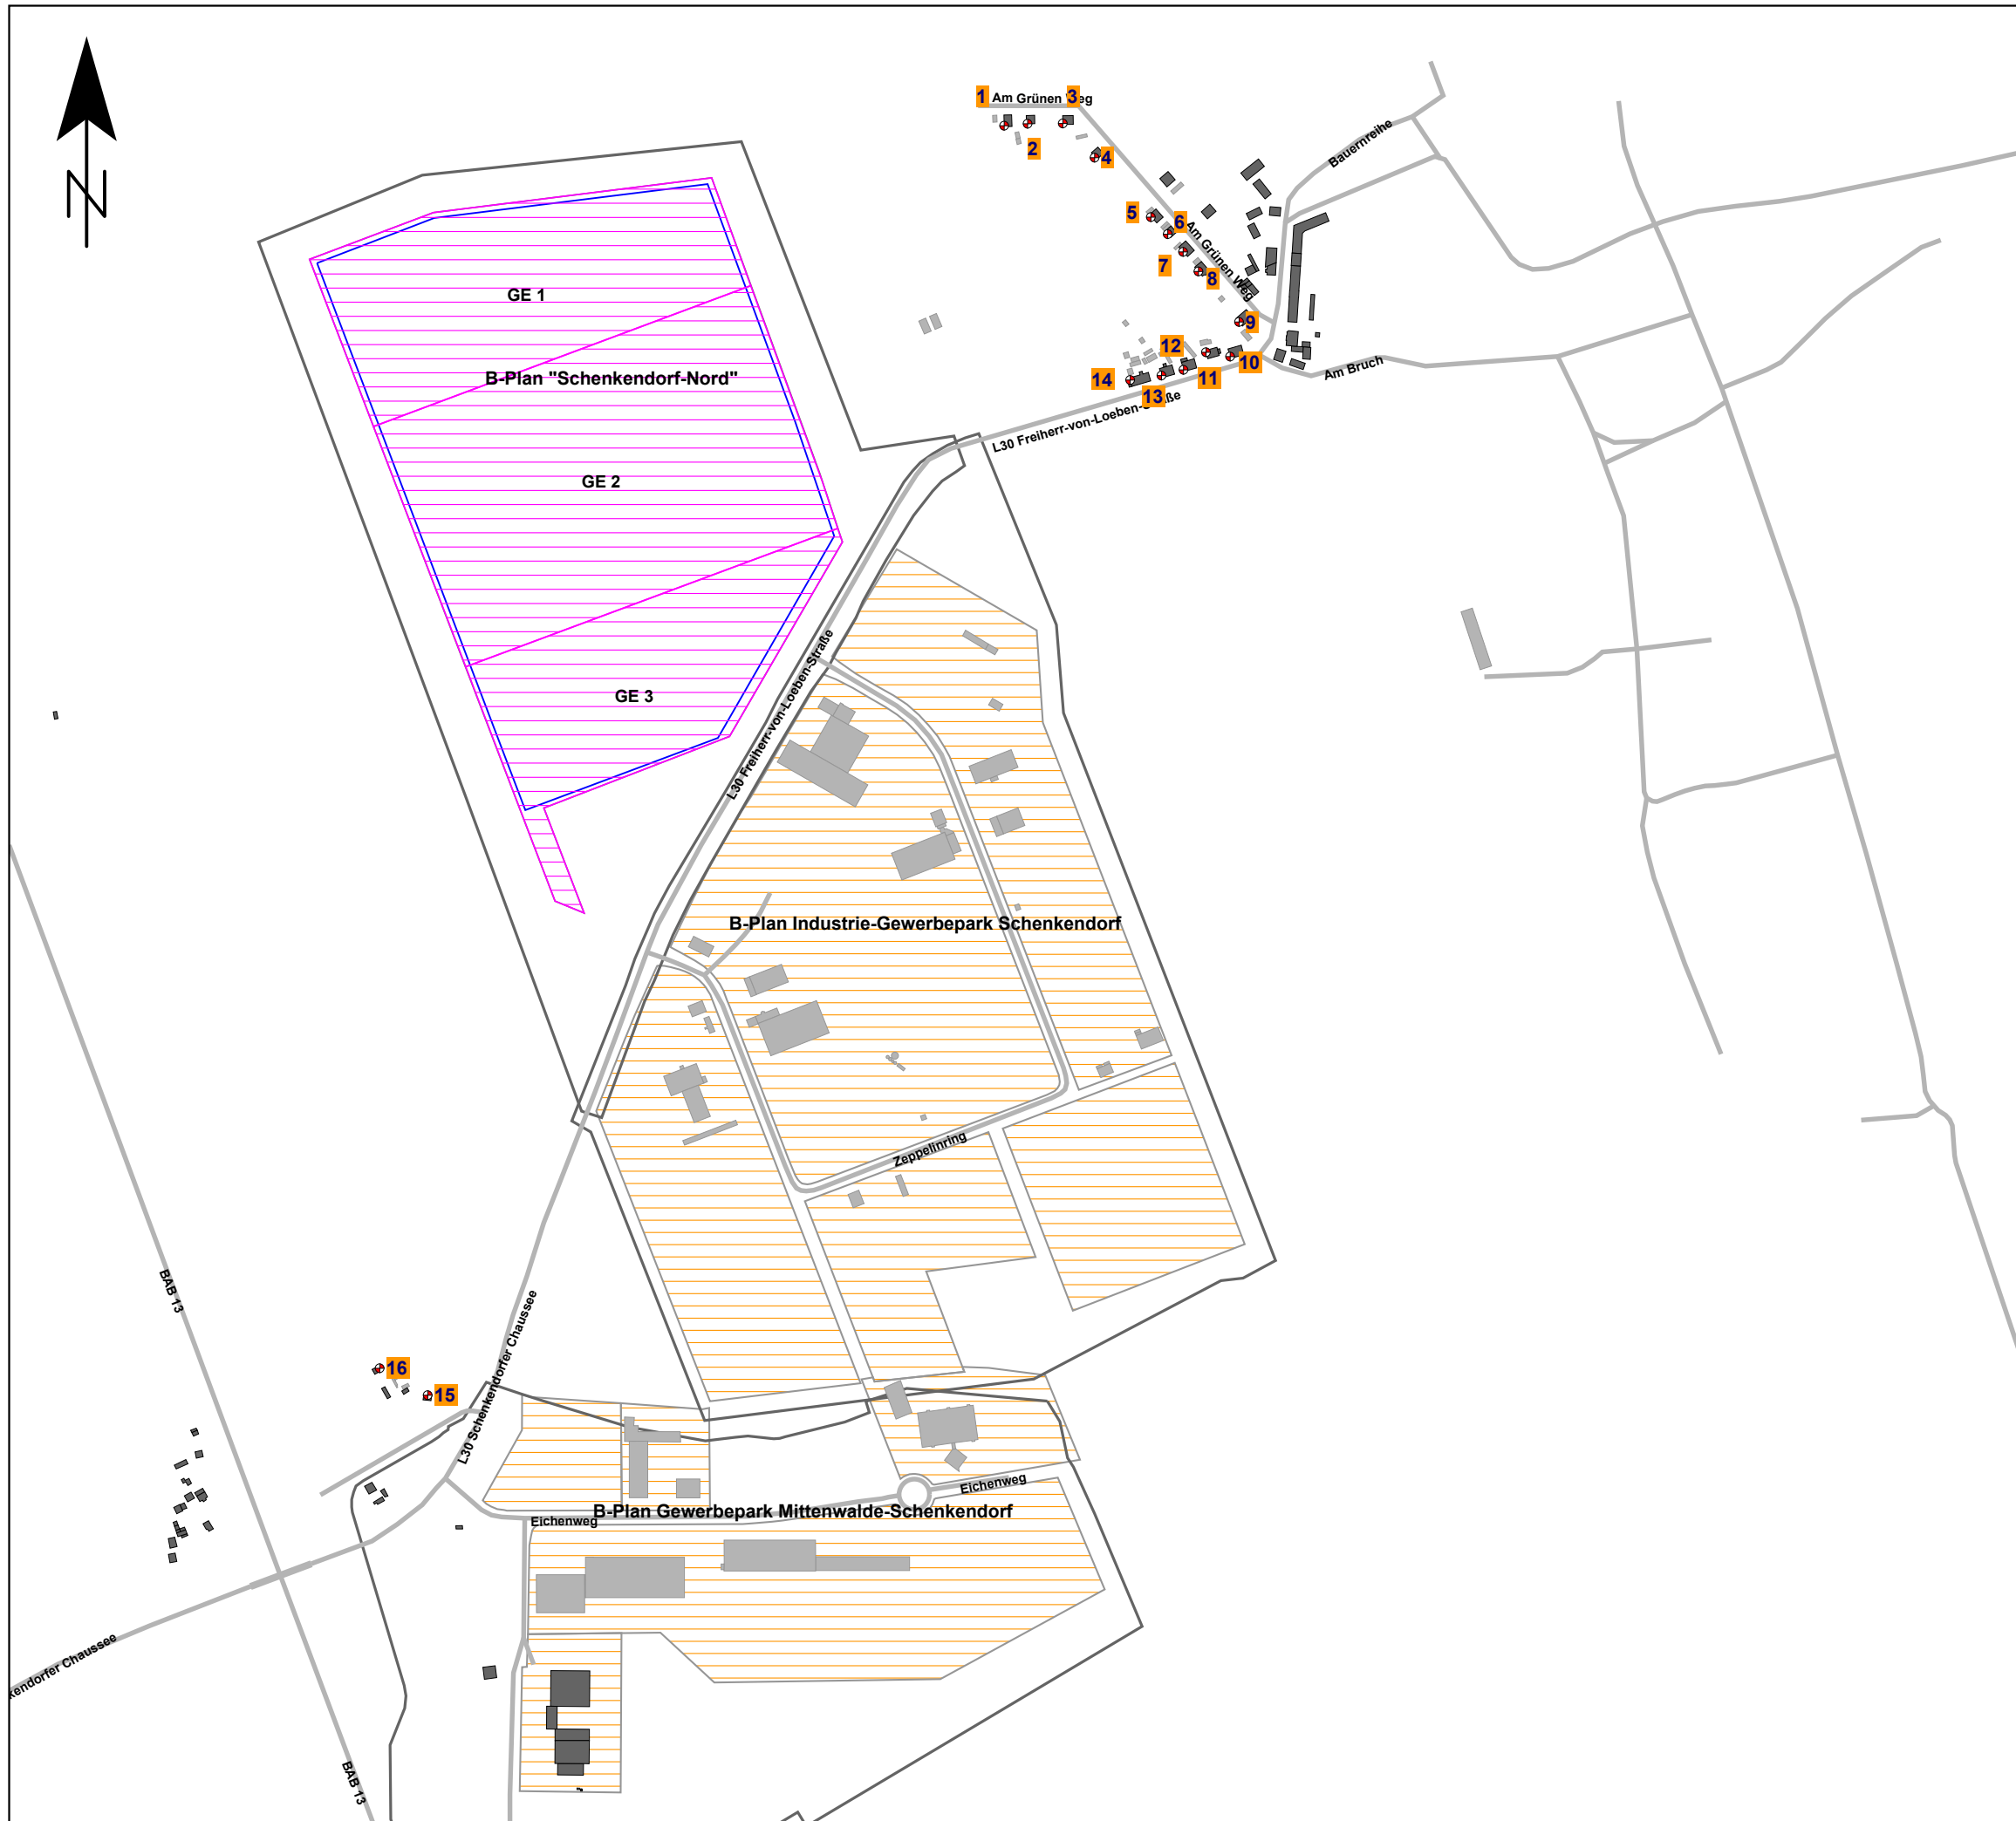 N
1
Am Grünen Weg
3
2
4
Bauernreihe
5
6
Am Grünen Weg
7
8
GE 1
9
12
10
Am Bruch
B-Plan "Schenkendorf-Nord"
14
11
13
L30 Freiherr-von-Loeben-Straße
GE 2
GE 3
L30 Freiherr-von-Loeben-Straße
B-Plan Industrie-Gewerbepark Schenkendorf
Zeppelinring
BAB 13
L30 Schenkendorfer Chaussee
16
15
Eichenweg
B-Plan Gewerbepark Mittenwalde-Schenkendorf
Eichenweg
kendorfer Chaussee
BAB 13